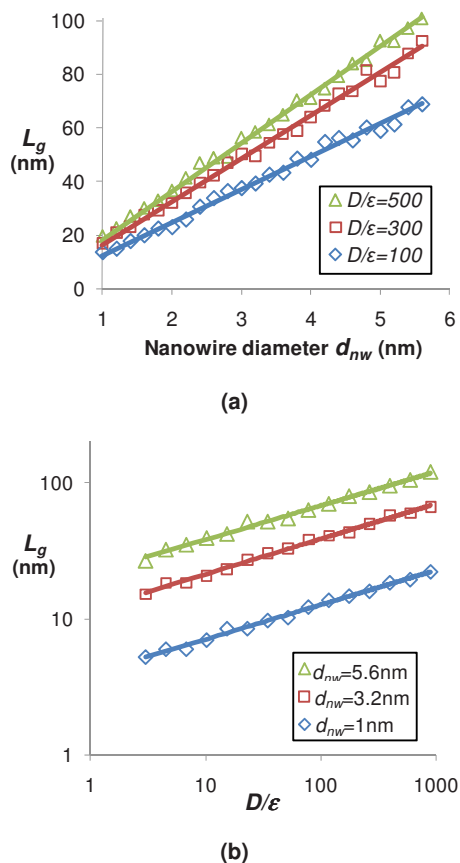 100
80
60
40
20
0
L_g
(nm)
D/ε=500
D/ε=300
D/ε=100
1 2 3 4 5 6
Nanowire diameter d_nw (nm)
(a)
100
10
1
L_g
(nm)
d_nw=5.6nm
d_nw=3.2nm
d_nw=1nm
1 10 100 1000
D/ε
(b)